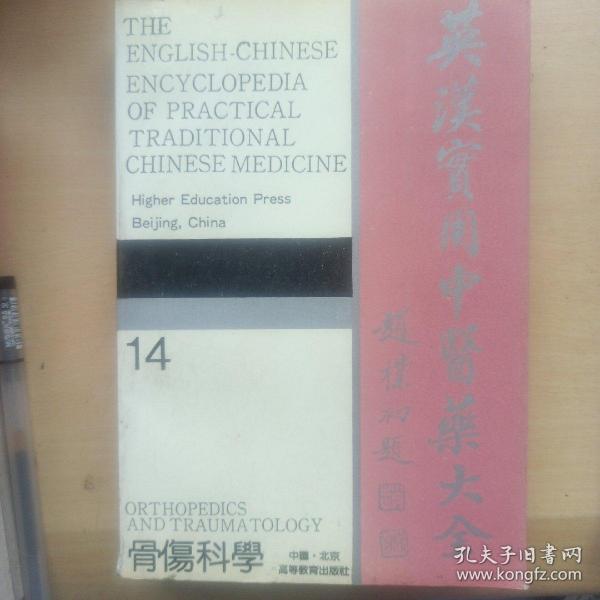 THE
ENGLISH-CHINESE
ENCYCLOPEDIA
OF PRACTICAL
TRADITIONAL
CHINESE MEDICINE
Higher Education Press
Beijing, China
14
ORTHOPEDICS
AND TRAUMATOLOGY
骨傷科學
中國·北京
高等教育出版社
英漢實用中醫藥大全
趙樸初題
孔夫子旧书网
www.kongfz.com